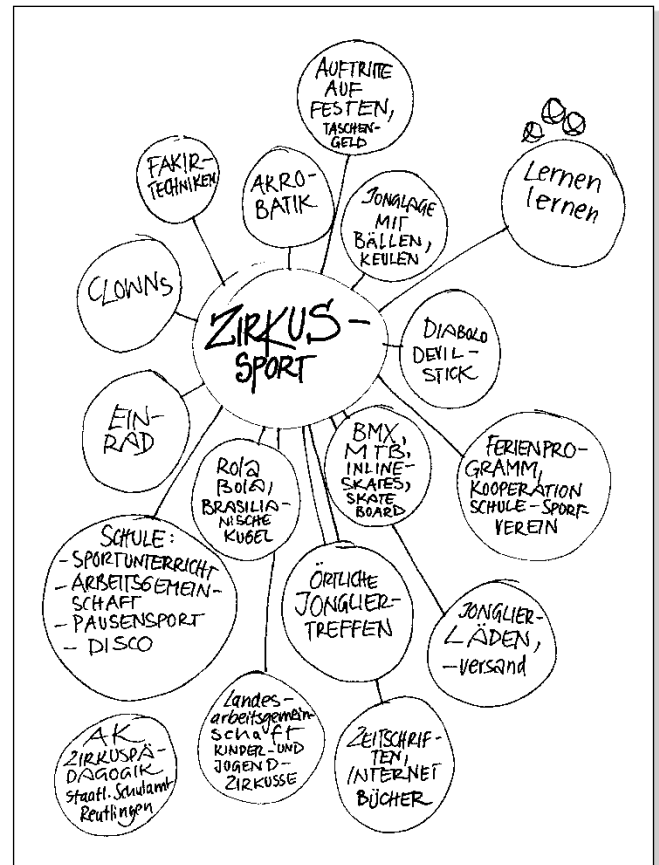 AUFTRITTE
AUF
FESTEN,
TASCHEN-
GELD
FAKIR-
TECHNIKEN
AKRO-
BATIK
JONGLAGE
MIT
BÄLLEN,
KEULEN
Lernen
lernen
CLOWNS
ZIRKUS-
SPORT
DIABOLO
DEVIL-
STICK
EIN-
RAD
ROLA
BOLA,
BRASILIA-
NISCHE
KUGEL
BMX,
MTB,
INLINE-
SKATES,
SKATE
BOARD
FERIENPRO-
GRAMM,
KOOPERATION
SCHULE-SPORT-
VEREIN
SCHULE:
- SPORTUNTERRICHT
- ARBEITSGEMEIN-
SCHAFT
- PAUSENSPORT
- DISCO
ÖRTLICHE
JONGLIER-
TREFFEN
JONGLIER-
LÄDEN,
-versand
AK
ZIRKUSPÄ-
DAGOGIK
Staatl. Schulamt
Reutlingen
Landes-
arbeitsgemein-
schaft
KINDER-UND
JUGEND-
ZIRKUSSE
ZEITSCHRIF-
TEN,
INTERNET
BÜCHER